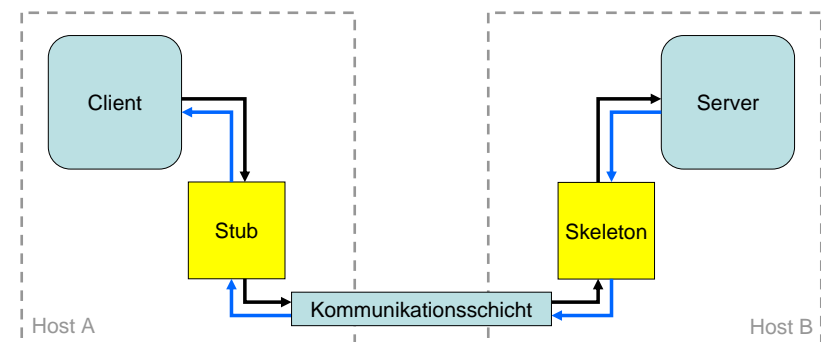 Client
Server
Stub
Skeleton
Kommunikationsschicht
Host A
Host B